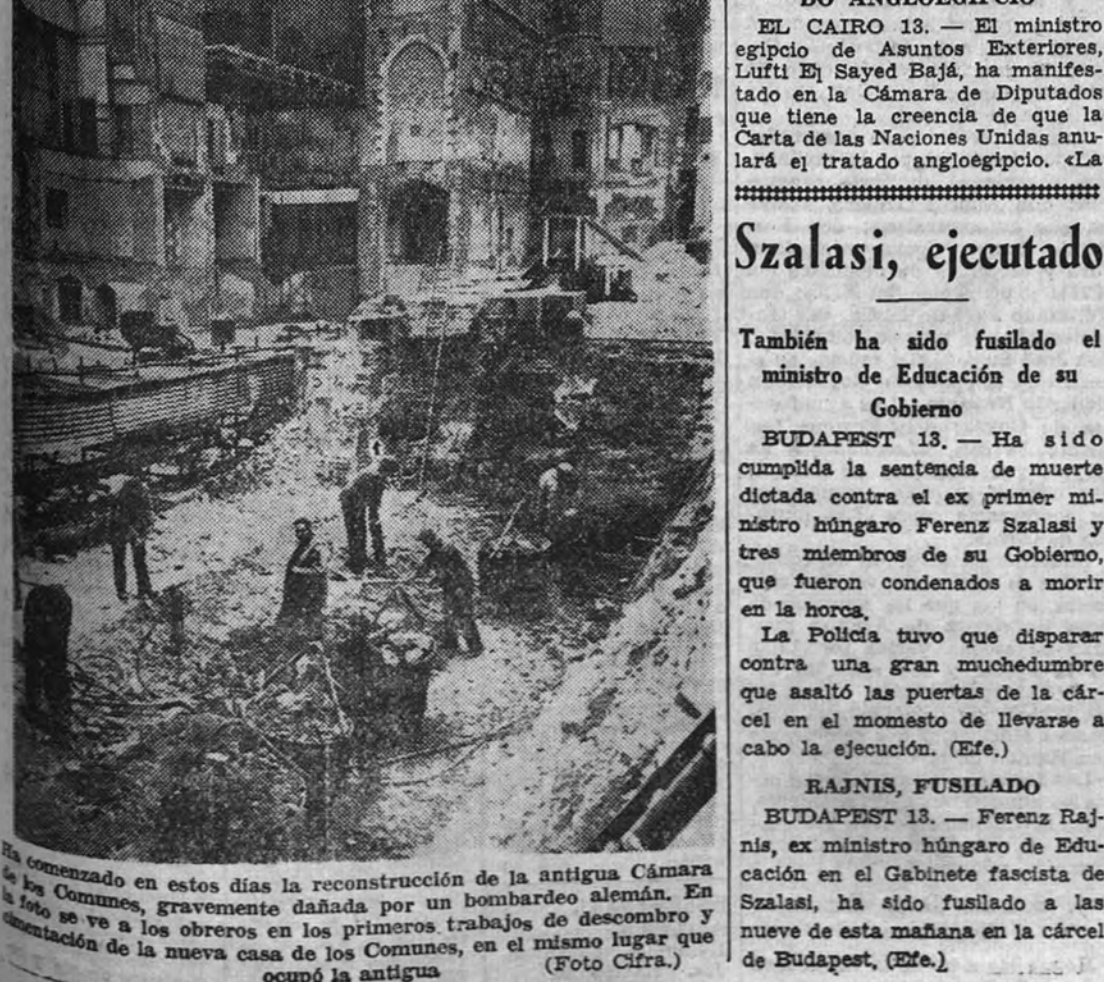 Ha comenzado en estos días la reconstrucción de la antigua Cámara
de los Comunes, gravemente dañada por un bombardeo alemán. En
la foto se ve a los obreros en los primeros trabajos de descombro y
cimentación de la nueva casa de los Comunes, en el mismo lugar que
ocupó la antigua (Foto Cifra.)
DO ANGLOEGIPCIO
EL CAIRO 13. — El ministro
egipcio de Asuntos Exteriores,
Lufti El Sayed Bajá, ha manifes-
tado en la Cámara de Diputados
que tiene la creencia de que la
Carta de las Naciones Unidas anu-
lará el tratado angloegipcio. «La
Szalasi, ejecutado
También ha sido fusilado el
ministro de Educación de su
Gobierno
BUDAPEST 13. — Ha sido
cumplida la sentencia de muerte
dictada contra el ex primer mi-
nistro húngaro Ferenz Szalasi y
tres miembros de su Gobierno,
que fueron condenados a morir
en la horca.
La Policía tuvo que disparar
contra una gran muchedumbre
que asaltó las puertas de la cár-
cel en el momesto de llevarse a
cabo la ejecución. (Efe.)
RAJNIS, FUSILADO
BUDAPEST 13. — Ferenz Raj-
nis, ex ministro húngaro de Edu-
cación en el Gabinete fascista de
Szalasi, ha sido fusilado a las
nueve de esta mañana en la cárcel
de Budapest. (Efe.)